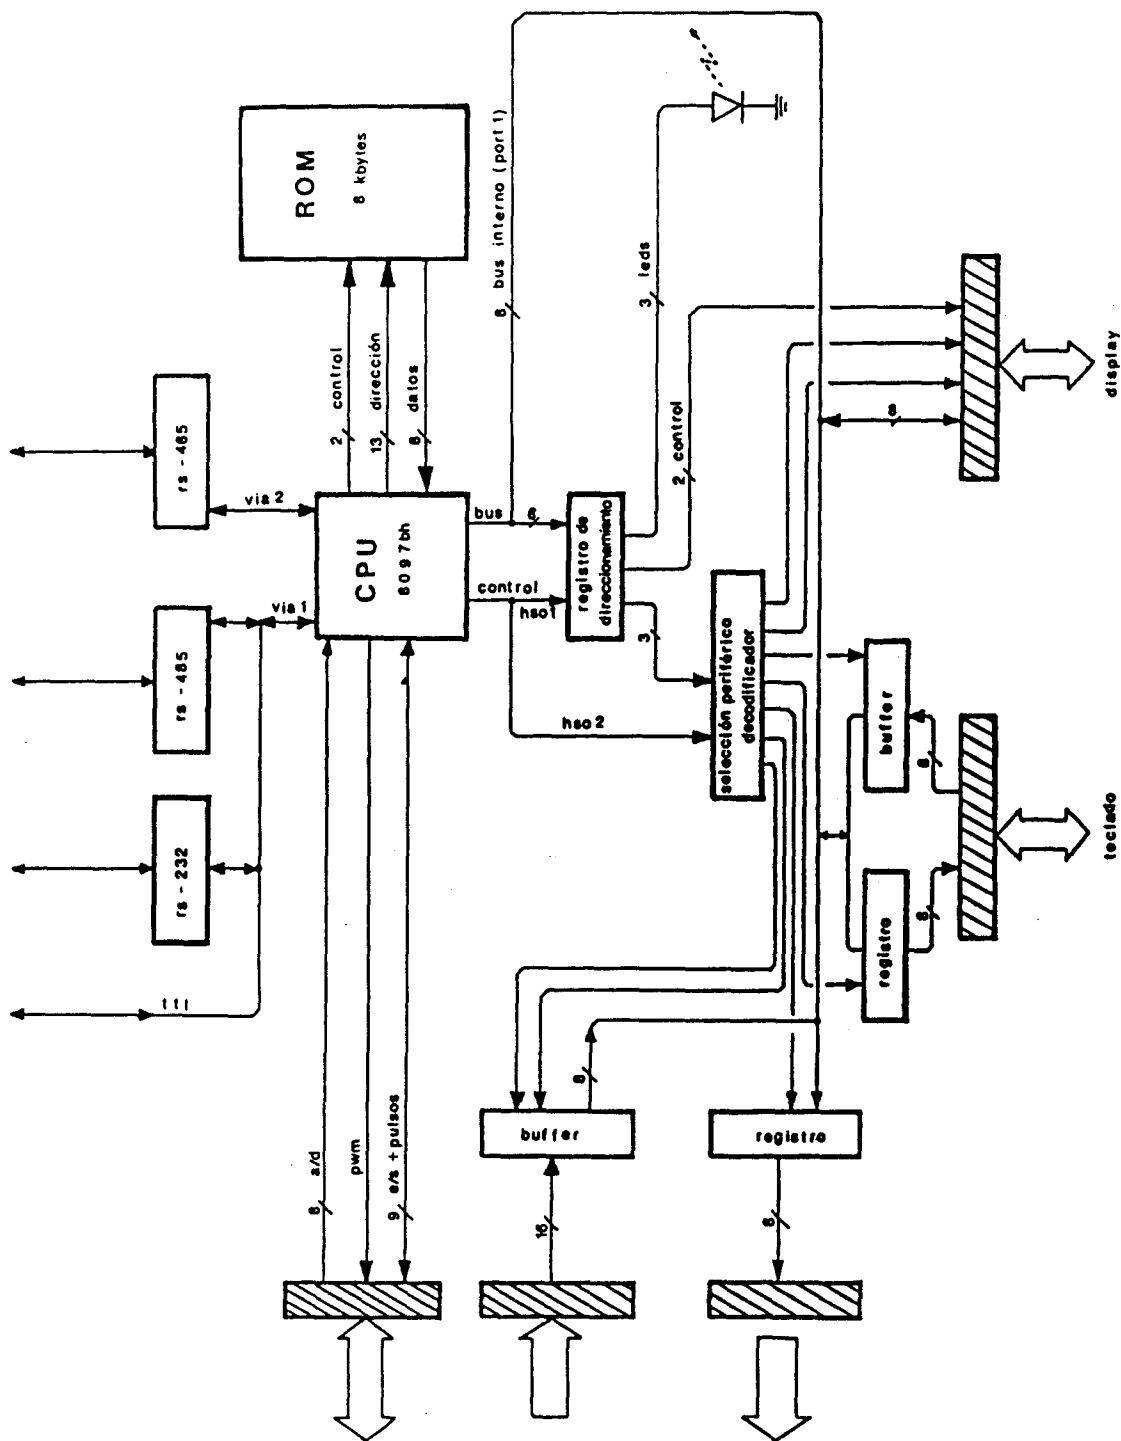 ttl
rs-232
rs-485
rs-485
via 1
via 2
8 a/d
pwm
9 e/s + pulsos
CPU
8097bh
2 control
13 dirección
8 datos
ROM
8 kbytes
bus
8
control
hso1
hso2
8 bus interno (port 1)
registro de
direccionamiento
3
3 leds
2 control
selección periférico
decodificador
16
buffer
8
registro
8
registro
8
buffer
8
8
teclado
display